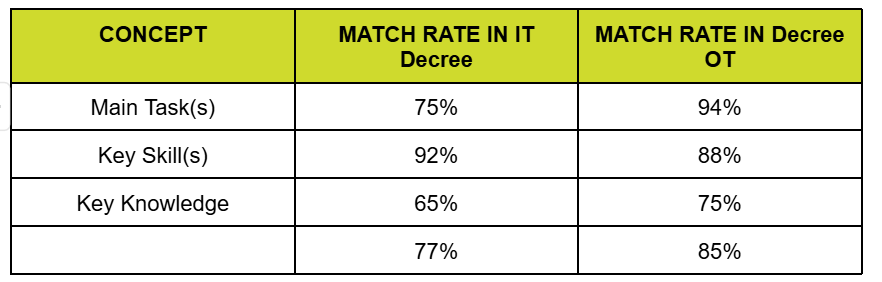 CONCEPT
MATCH RATE IN IT
Decree
MATCH RATE IN Decree
OT
Main Task(s)
75%
94%
Key Skill(s)
92%
88%
Key Knowledge
65%
75%
77%
85%